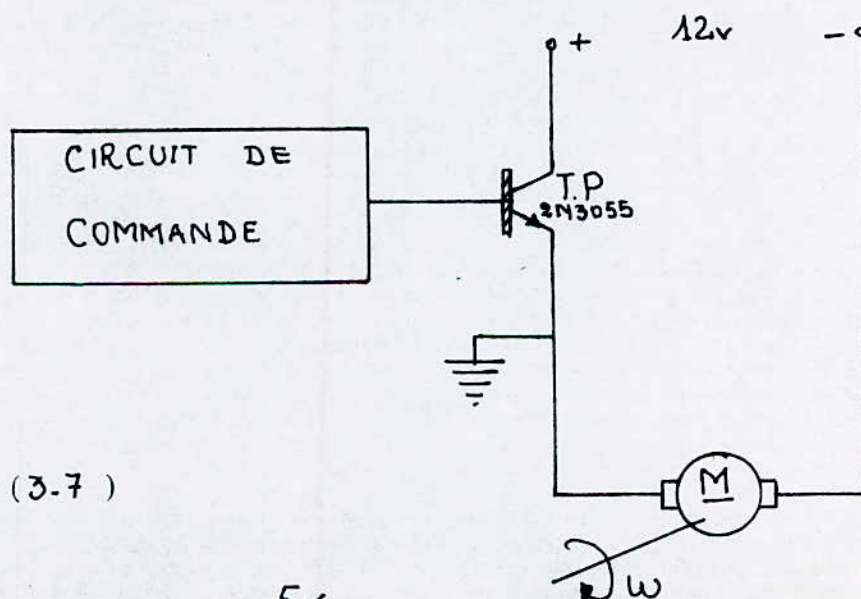 + 12v -
CIRCUIT DE
COMMANDE
T.P
2N3055
(3-7)
M
W